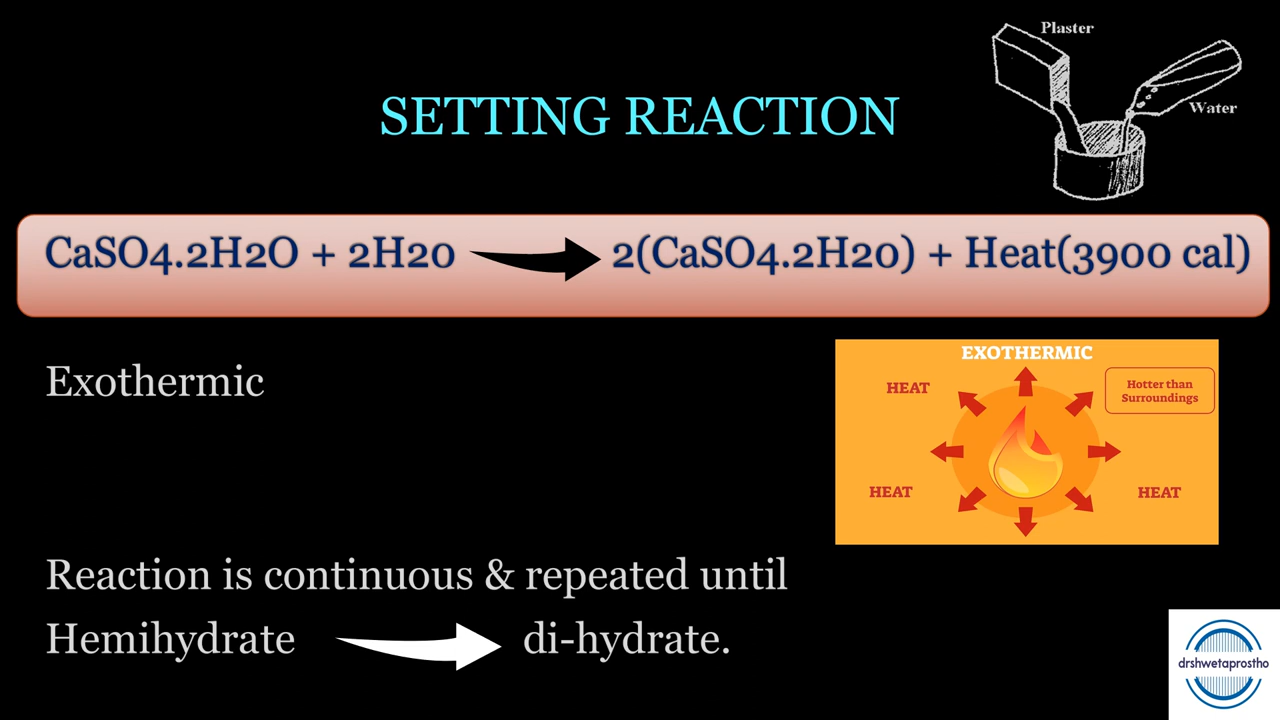 Plaster
Water
SETTING REACTION
CaSO4.2H2O + 2H20 2(CaSO4.2H20) + Heat(3900 cal)
Exothermic
EXOTHERMIC
HEAT
Hotter than
Surroundings
HEAT
HEAT
Reaction is continuous & repeated until
Hemihydrate di-hydrate.
drshwetaprostho